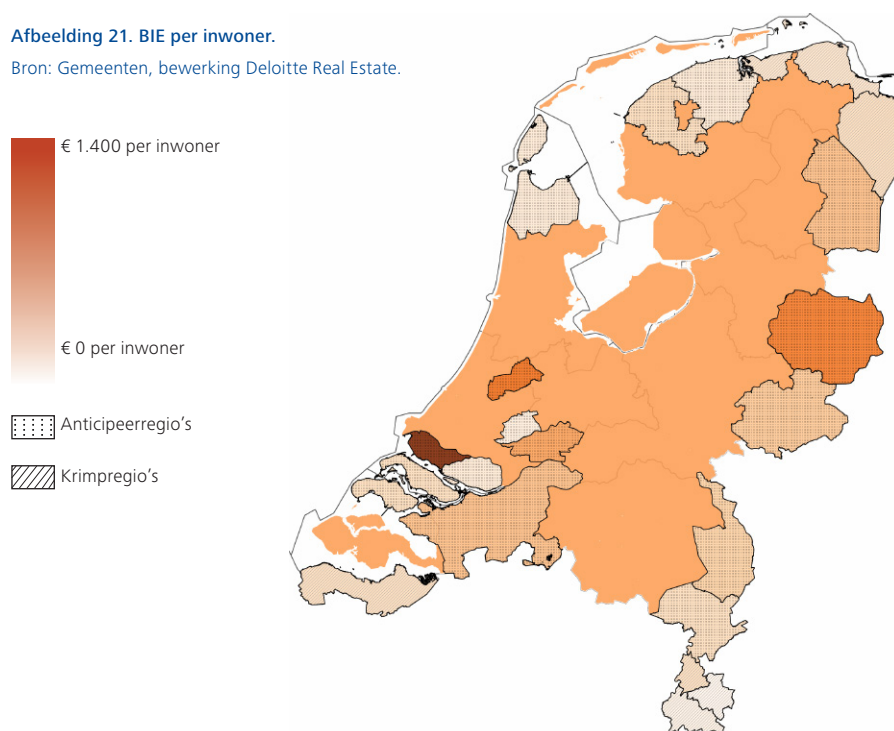 Afbeelding 21. BIE per inwoner.
Bron: Gemeenten, bewerking Deloitte Real Estate.
€ 1.400 per inwoner
€ 0 per inwoner
Anticipeerregio's
Krimpregio's